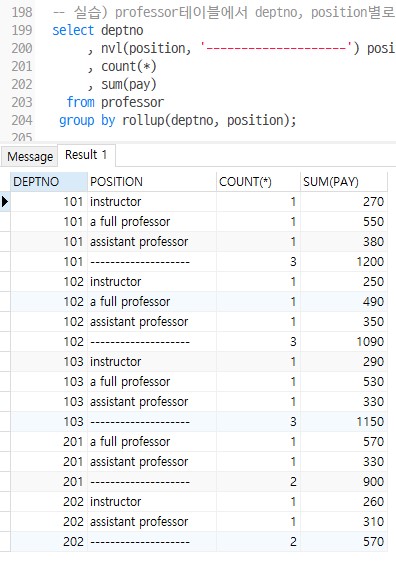 198 -- 실습) professor테이블에서 deptno, position별로
199 select deptno
200 , nvl(position, '--------------------') posi
201 , count(*)
202 , sum(pay)
203 from professor
204 group by rollup(deptno, position);
205
Message Result 1
DEPTNO POSITION COUNT(*) SUM(PAY)
101 instructor 1 270
101 a full professor 1 550
101 assistant professor 1 380
101 -------------------- 3 1200
102 instructor 1 250
102 a full professor 1 490
102 assistant professor 1 350
102 -------------------- 3 1090
103 instructor 1 290
103 a full professor 1 530
103 assistant professor 1 330
103 -------------------- 3 1150
201 a full professor 1 570
201 assistant professor 1 330
201 -------------------- 2 900
202 instructor 1 260
202 assistant professor 1 310
202 -------------------- 2 570